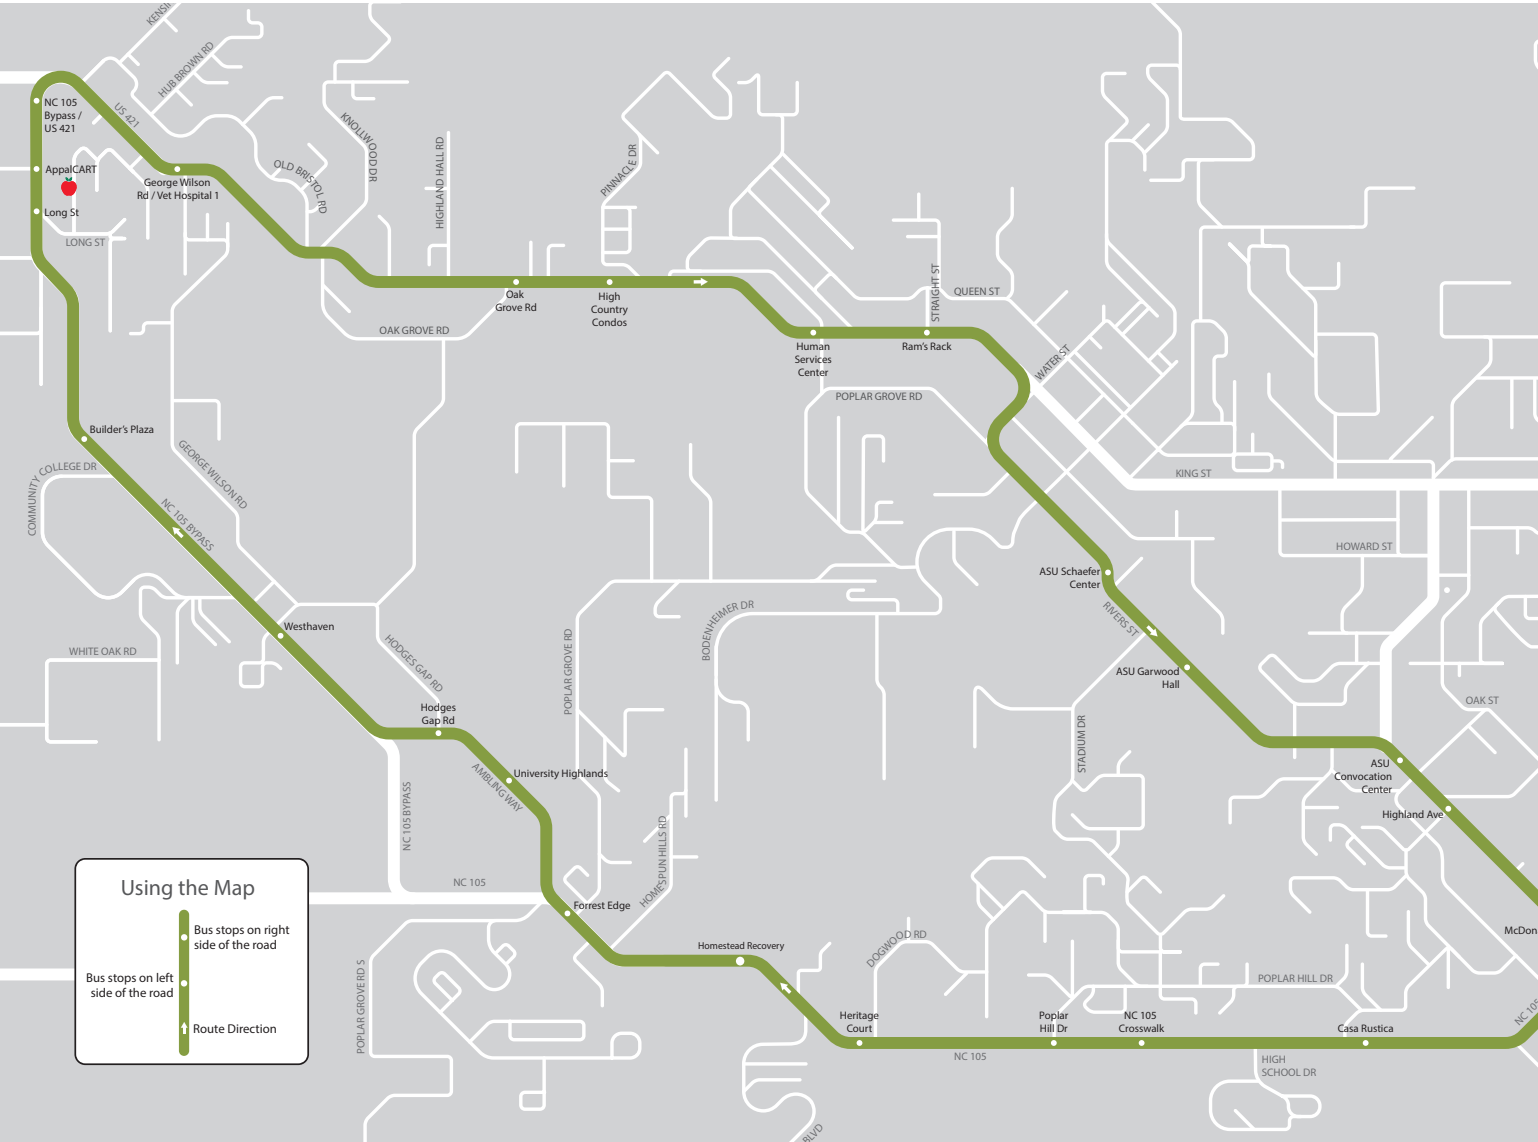 KENSI
HUB BROWN RD
US 421
NC 105
Bypass /
US 421
AppalCART
Long St
LONG ST
George Wilson
Rd / Vet Hospital 1
OLD BRISTOL RD
KNOLLWOOD DR
HIGHLAND HALL RD
PINNACLE DR
Oak
Grove Rd
OAK GROVE RD
High
Country
Condos
Human
Services
Center
STRAIGHT ST
QUEEN ST
Ram's Rack
WATER ST
POPLAR GROVE RD
KING ST
HOWARD ST
Builder's Plaza
COMMUNITY COLLEGE DR
GEORGE WILSON RD
NC 105 BYPASS
Westhaven
WHITE OAK RD
HODGES GAP RD
Hodges
Gap Rd
POPLAR GROVE RD
BODENHEIMER DR
ASU Schaefer
Center
RIVERS ST
ASU Garwood
Hall
STADIUM DR
OAK ST
ASU
Convocation
Center
Highland Ave
University Highlands
AMBLING WAY
NC 105 BYPASS
NC 105
HOMESPUN HILLS RD
Forrest Edge
Homestead Recovery
DOGWOOD RD
McDon
POPLAR HILL DR
POPLAR GROVE RD S
Heritage
Court
Poplar
Hill Dr
NC 105
Crosswalk
Casa Rustica
NC 105
NC 105
HIGH
SCHOOL DR
BLVD
Using the Map
Bus stops on right
side of the road
Bus stops on left
side of the road
Route Direction